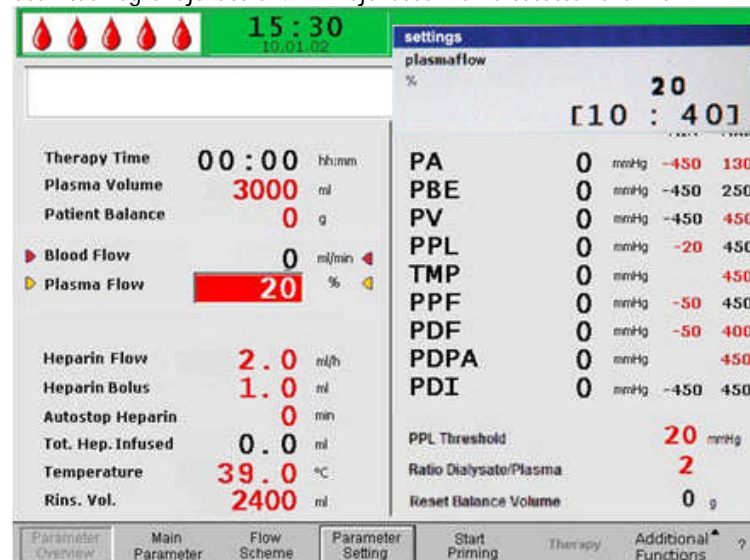 15:30
10.01.02
settings
plasmaflow
% 20
[10 : 40]
Therapy Time 00:00 hh:mm
Plasma Volume 3000 ml
Patient Balance 0 g
Blood Flow 0 ml/min
Plasma Flow 20 %
Heparin Flow 2.0 ml/h
Heparin Bolus 1.0 ml
Autostop Heparin 0 min
Tot. Hep. Infused 0.0 ml
Temperature 39.0 °C
Rins. Vol. 2400 ml
PA 0 mmHg -450 130
PBE 0 mmHg -450 250
PV 0 mmHg -450 450
PPL 0 mmHg -20 450
TMP 0 mmHg 450
PPF 0 mmHg -50 450
PDF 0 mmHg -50 400
PDPA 0 mmHg 450
PDI 0 mmHg -450 450
PPL Threshold 20 mmHg
Ratio Dialysate/Plasma 2
Reset Balance Volume 0 g
Parameter Overview
Main Parameter
Flow Scheme
Parameter Setting
Start Priming
Therapy
Additional Functions
?